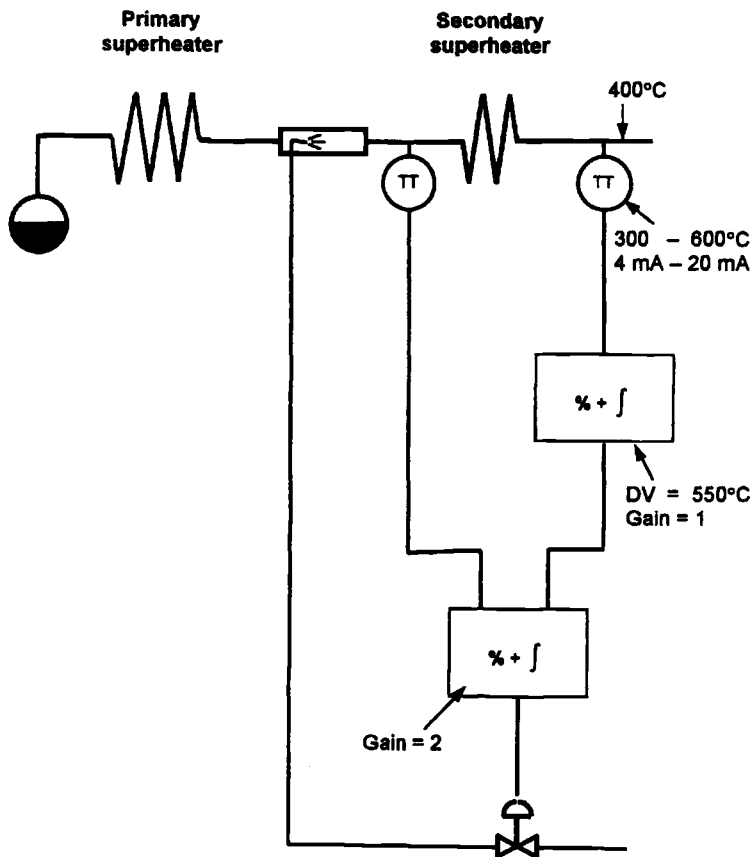 Primary
superheater
Secondary
superheater
400°C
TT
TT
300 – 600°C
4 mA – 20 mA
% + ∫
DV = 550°C
Gain = 1
% + ∫
Gain = 2